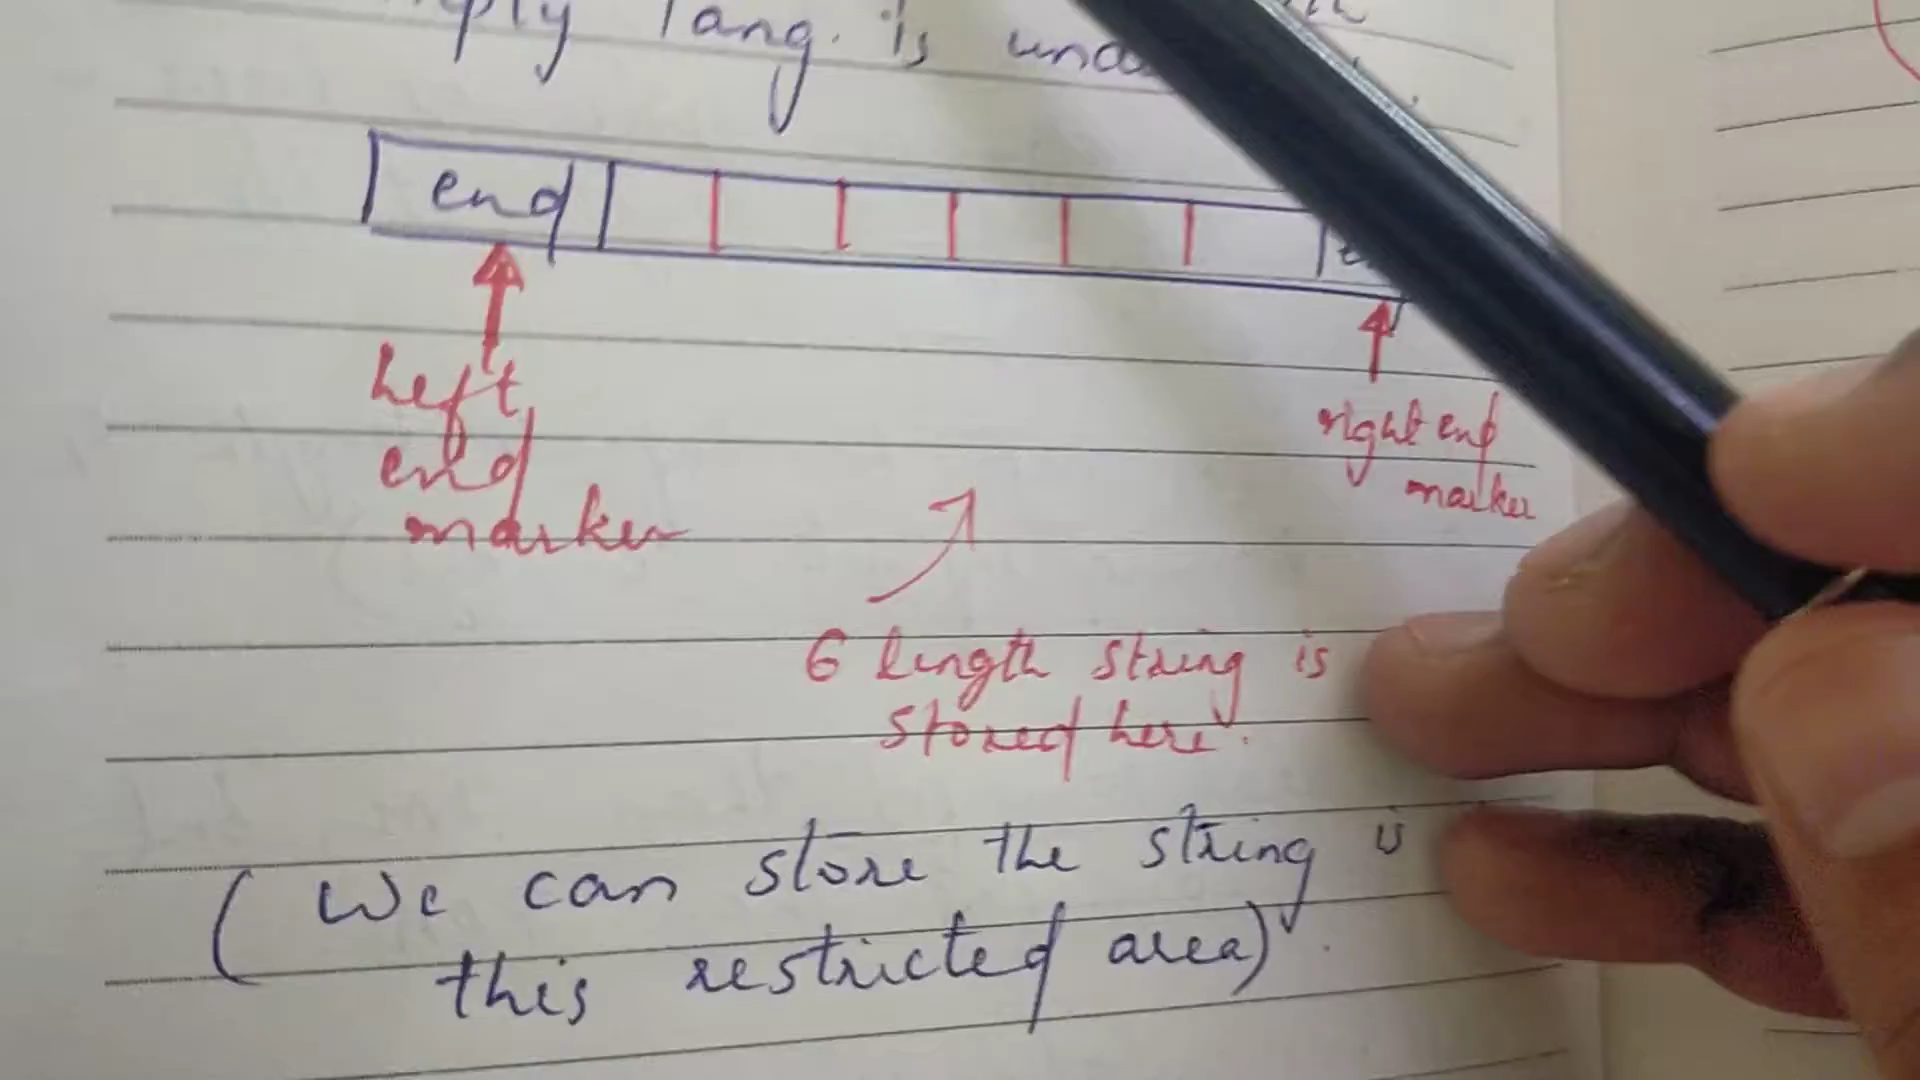 lang. is
end
Left
end
marker
right end
marker
6 length string is
stored here.
(We can store the string is
this restricted area).